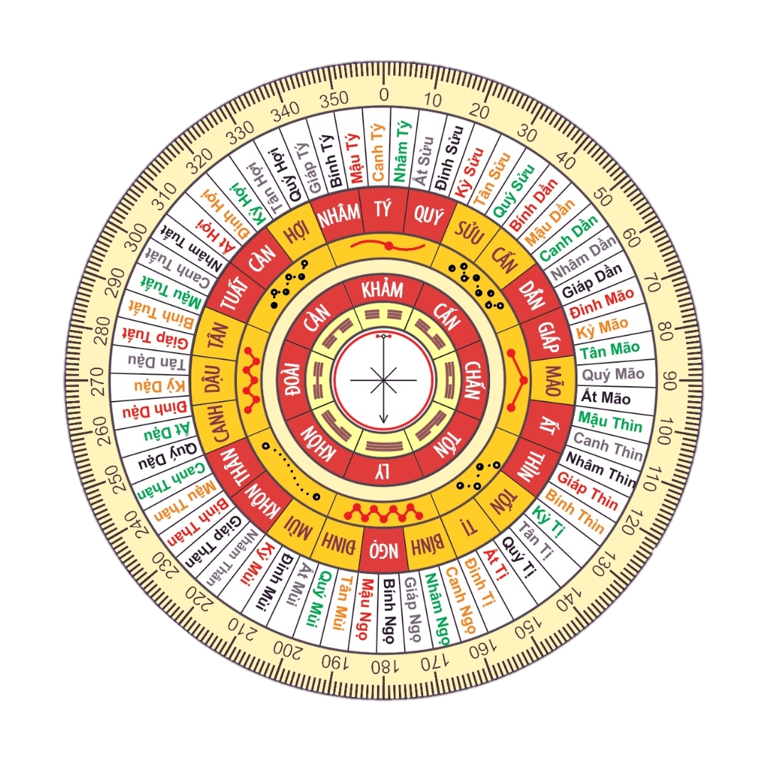 0
10
20
30
40
50
60
70
80
90
100
110
120
130
140
150
160
170
180
190
200
210
220
230
240
250
260
270
280
290
300
310
320
330
340
350
Canh Tý
Nhâm Tý
Ất Sửu
Đinh Sửu
Kỷ Sửu
Tân Sửu
Quý Sửu
Bính Dần
Mậu Dần
Canh Dần
Nhâm Dần
Giáp Dần
Đinh Mão
Kỷ Mão
Tân Mão
Quý Mão
Ất Mão
Mậu Thìn
Canh Thìn
Nhâm Thìn
Giáp Thìn
Bính Thìn
Kỷ Tị
Tân Tị
Quý Tị
Ất Tị
Đinh Tị
Canh Ngọ
Nhâm Ngọ
Giáp Ngọ
Bính Ngọ
Mậu Ngọ
Tân Mùi
Quý Mùi
Ất Mùi
Đinh Mùi
Kỷ Mùi
Nhâm Thân
Giáp Thân
Bính Thân
Mậu Thân
Canh Thân
Quý Dậu
Ất Dậu
Đinh Dậu
Kỷ Dậu
Tân Dậu
Giáp Tuất
Bính Tuất
Mậu Tuất
Canh Tuất
Nhâm Tuất
Ất Hợi
Đinh Hợi
Kỷ Hợi
Tân Hợi
Quý Hợi
Giáp Tý
Bính Tý
Mậu Tý
TÝ
QUÝ
SỬU
CẤN
DẦN
GIÁP
MÃO
ẤT
THÌN
TỐN
TỊ
BÍNH
NGỌ
ĐINH
MÙI
KHÔN
THÂN
CANH
DẬU
TÂN
TUẤT
CÀN
HỢI
NHÂM
KHẢM
CẤN
CHẤN
TỐN
LY
KHÔN
ĐOÀI
CÀN